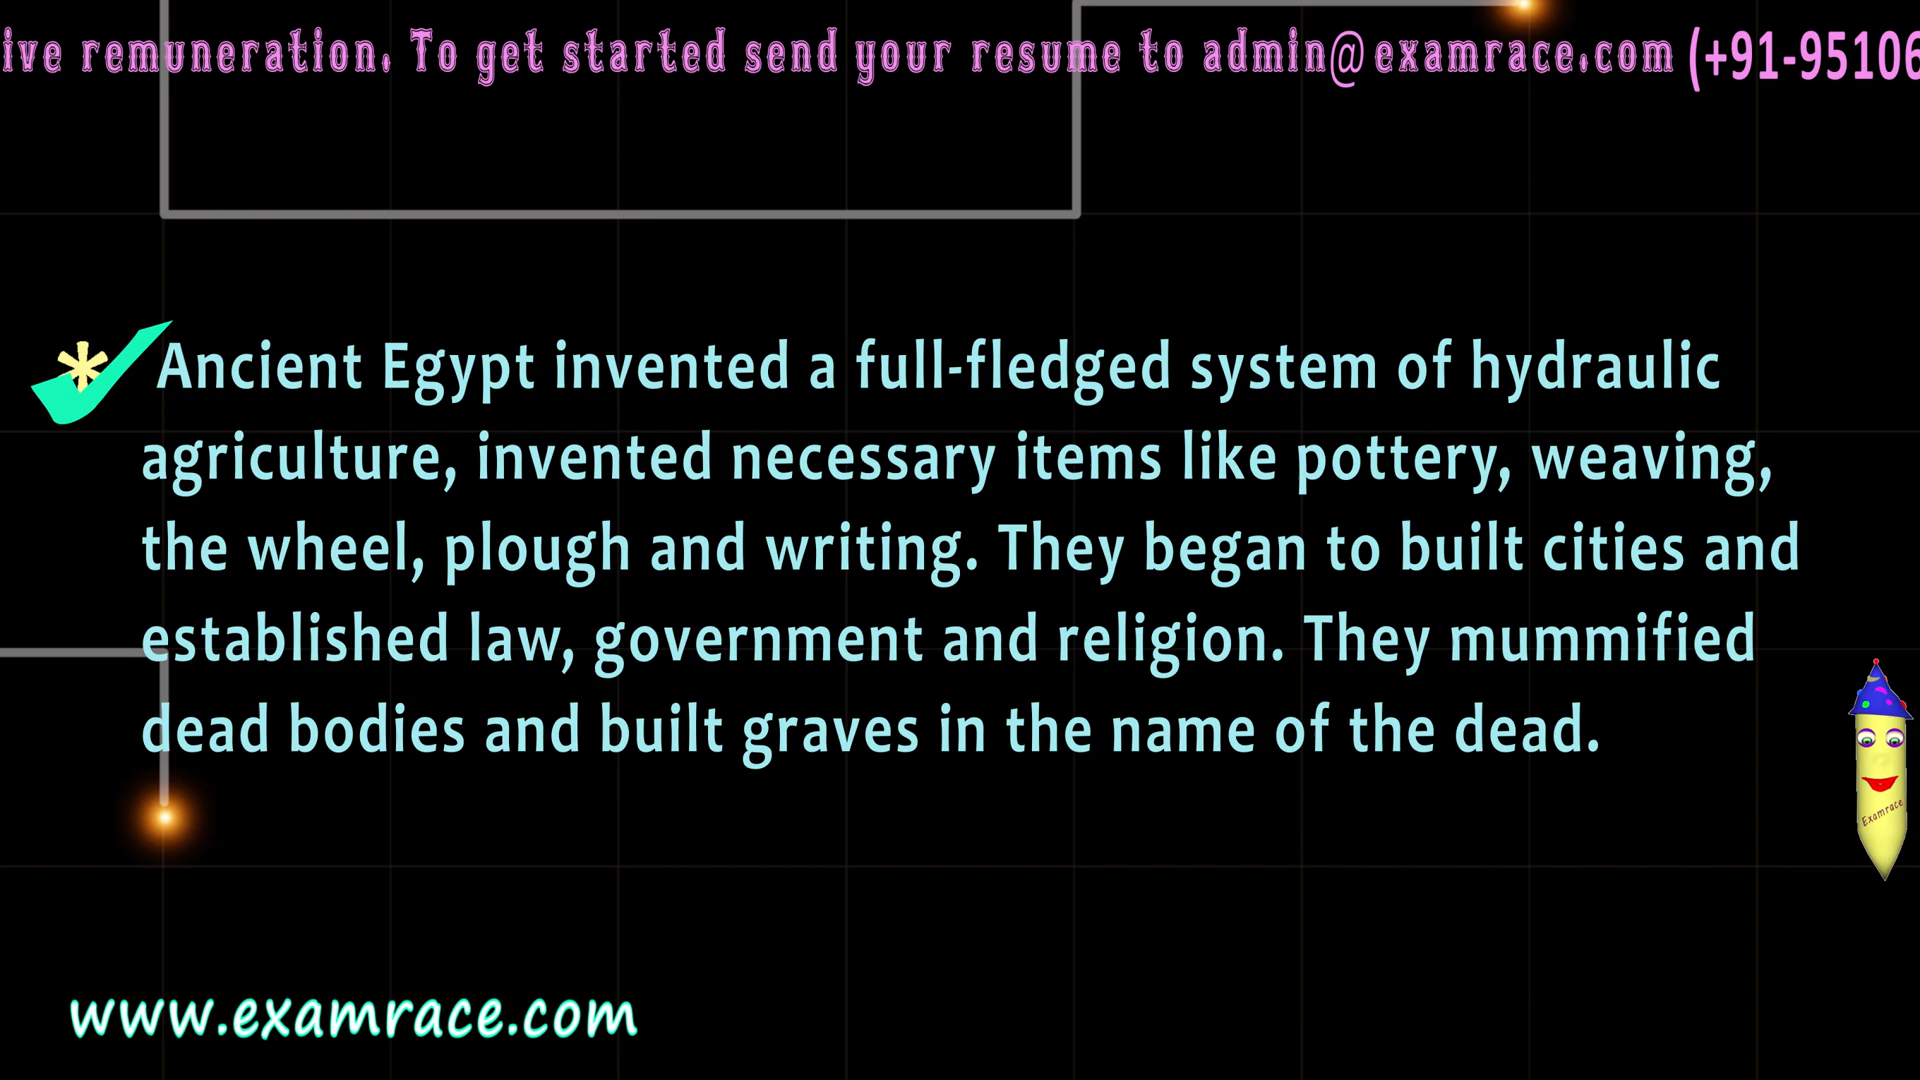 ive remuneration. To get started send your resume to admin@examrace.com (+91-95106
* Ancient Egypt invented a full-fledged system of hydraulic
agriculture, invented necessary items like pottery, weaving,
the wheel, plough and writing. They began to built cities and
established law, government and religion. They mummified
dead bodies and built graves in the name of the dead.
Examrace
www.examrace.com